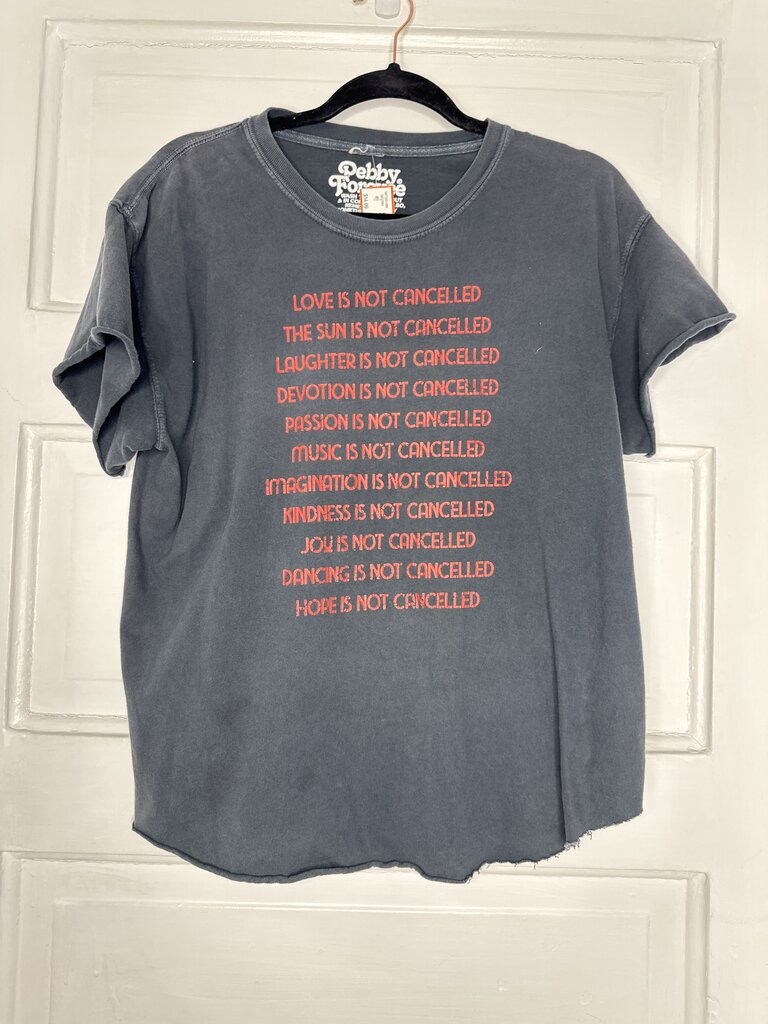 Pebby
Forevee
WASH
LOVE IS NOT CANCELLED
THE SUN IS NOT CANCELLED
LAUGHTER IS NOT CANCELLED
DEVOTION IS NOT CANCELLED
PASSION IS NOT CANCELLED
MUSIC IS NOT CANCELLED
IMAGINATION IS NOT CANCELLED
KINDNESS IS NOT CANCELLED
JOY IS NOT CANCELLED
DANCING IS NOT CANCELLED
HOPE IS NOT CANCELLED